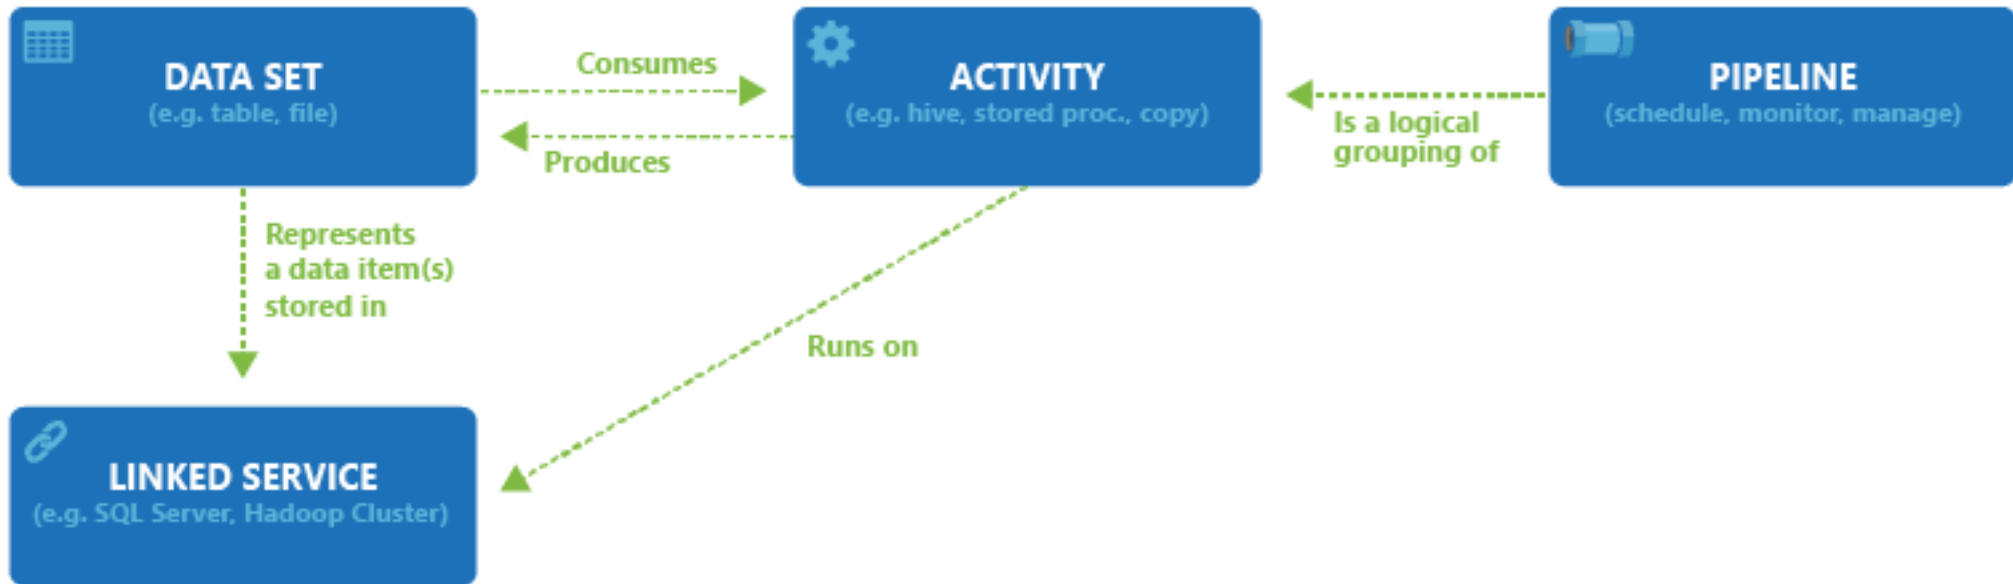 DATA SET
(e.g. table, file)
Consumes
Produces
ACTIVITY
(e.g. hive, stored proc., copy)
Is a logical
grouping of
PIPELINE
(schedule, monitor, manage)
Represents
a data item(s)
stored in
Runs on
LINKED SERVICE
(e.g. SQL Server, Hadoop Cluster)